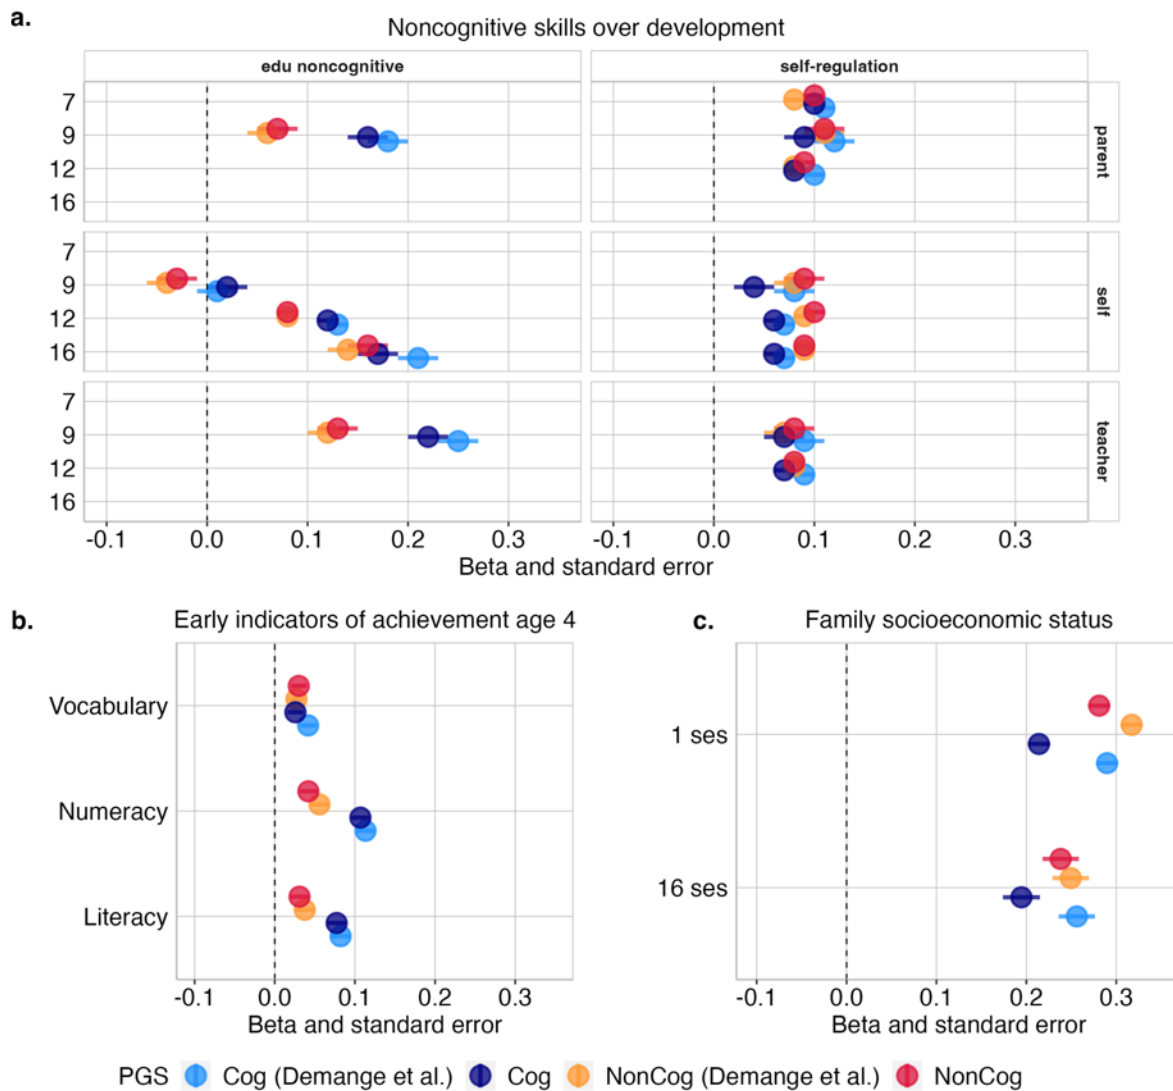 a.
Noncognitive skills over development
edu noncognitive
self-regulation
7
9
12
16
parent
7
9
12
16
self
7
9
12
16
teacher
-0.1 0.0 0.1 0.2 0.3
-0.1 0.0 0.1 0.2 0.3
Beta and standard error
b.
Early indicators of achievement age 4
Vocabulary
Numeracy
Literacy
-0.1 0.0 0.1 0.2 0.3
Beta and standard error
c.
Family socioeconomic status
1 ses
16 ses
-0.1 0.0 0.1 0.2 0.3
Beta and standard error
PGS Cog (Demange et al.) Cog NonCog (Demange et al.) NonCog